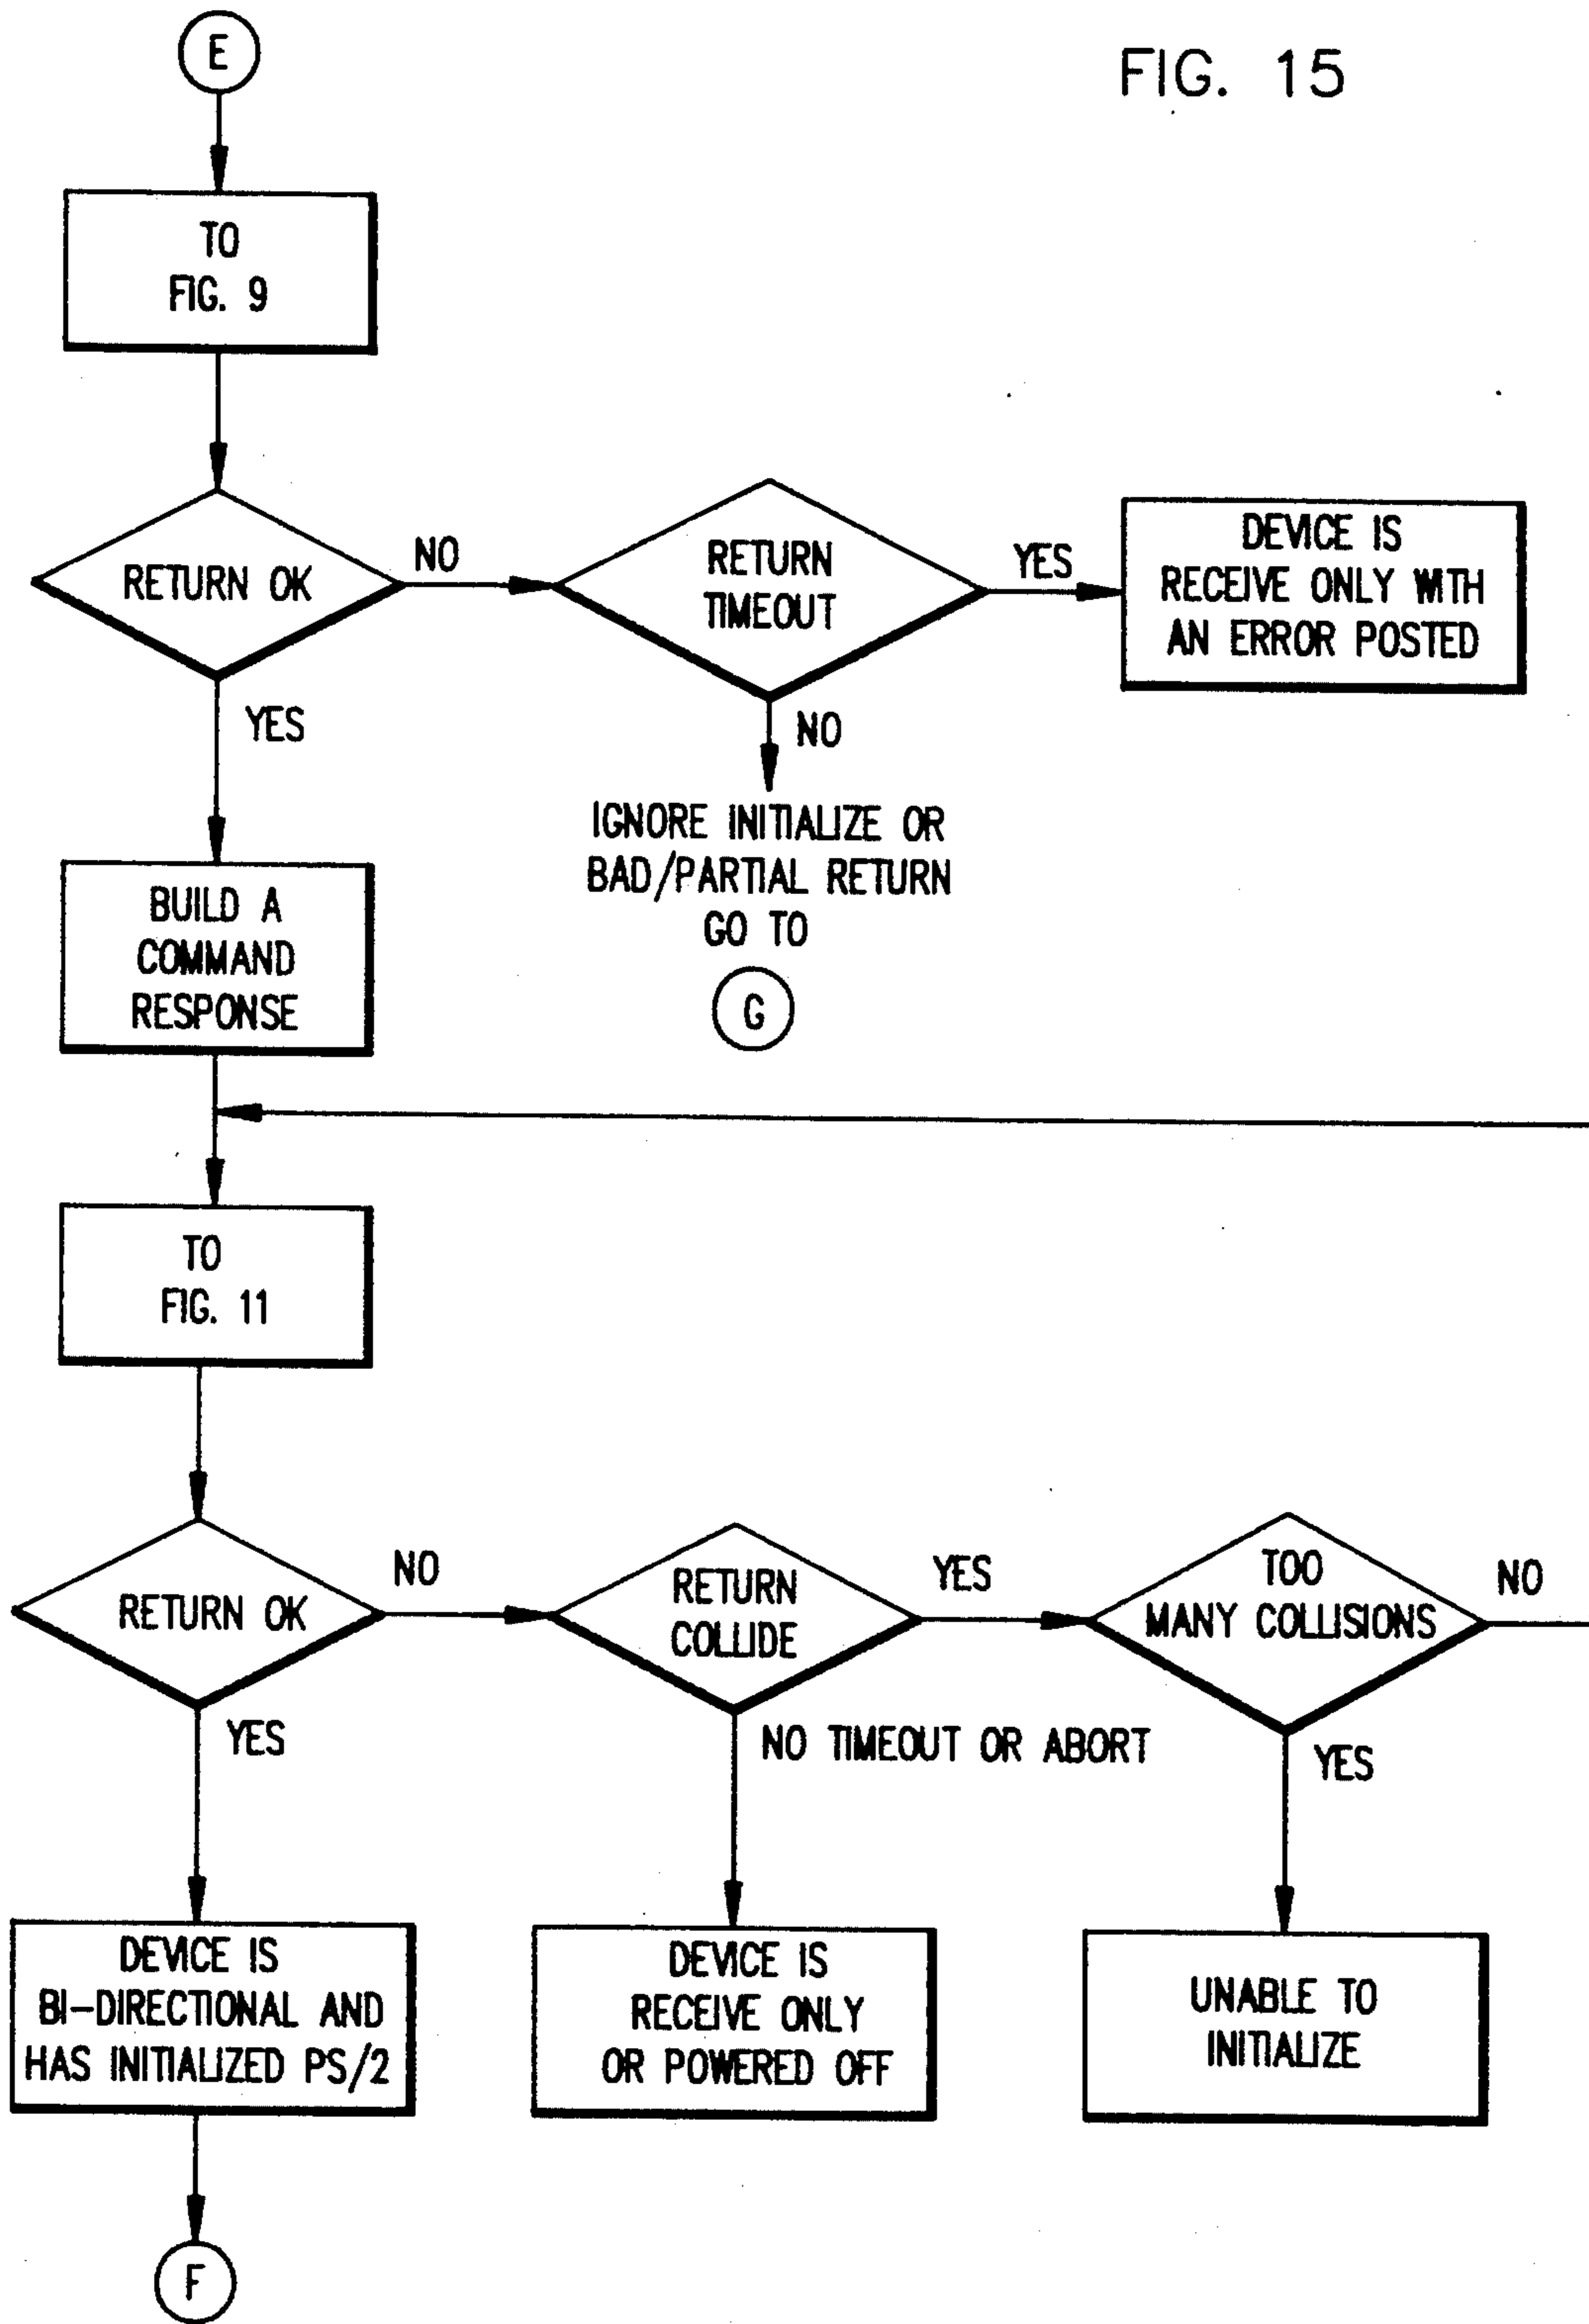 E
FIG. 15
TO
FIG. 9
RETURN OK
NO
RETURN
TIMEOUT
YES
DEVICE IS
RECEIVE ONLY WITH
AN ERROR POSTED
YES
NO
IGNORE INITIALIZE OR
BAD/PARTIAL RETURN
GO TO
G
BUILD A
COMMAND
RESPONSE
TO
FIG. 11
RETURN OK
NO
RETURN
COLLIDE
YES
TOO
MANY COLLISIONS
NO
YES
NO TIMEOUT OR ABORT
YES
DEVICE IS
BI-DIRECTIONAL AND
HAS INITIALIZED PS/2
DEVICE IS
RECEIVE ONLY
OR POWERED OFF
UNABLE TO
INITIALIZE
F